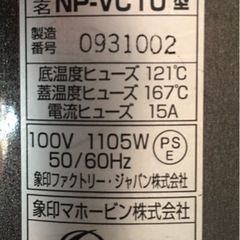 名 NP-VC10 型
製造
番号 0931002
底温度ヒューズ 121℃
蓋温度ヒューズ 167℃
電流ヒューズ 15A
100V 1105W
50/60Hz
PS
E
象印ファクトリー・ジャパン株式会社
象印マホービン株式会社